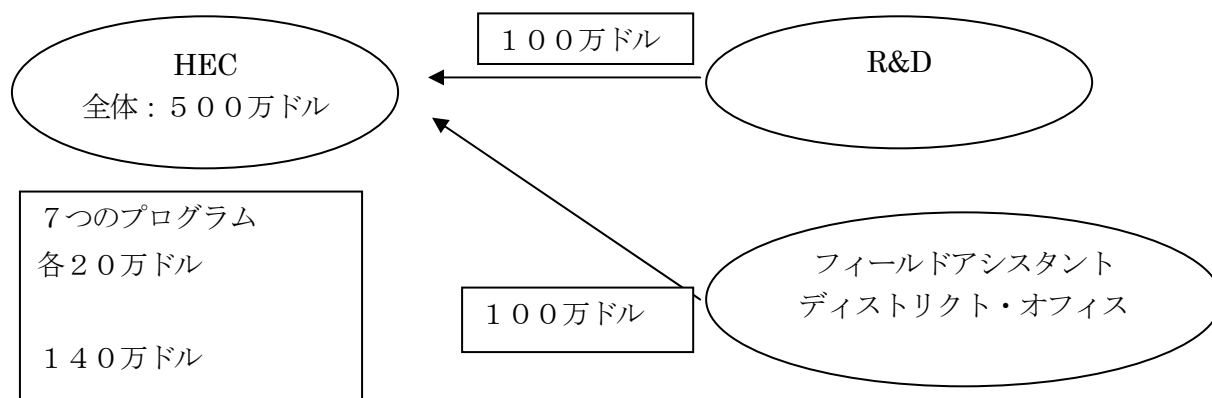 HEC
全体：５００万ドル
１００万ドル
R&D
７つのプログラム
各２０万ドル
１４０万ドル
１００万ドル
フィールドアシスタント
ディストリクト・オフィス